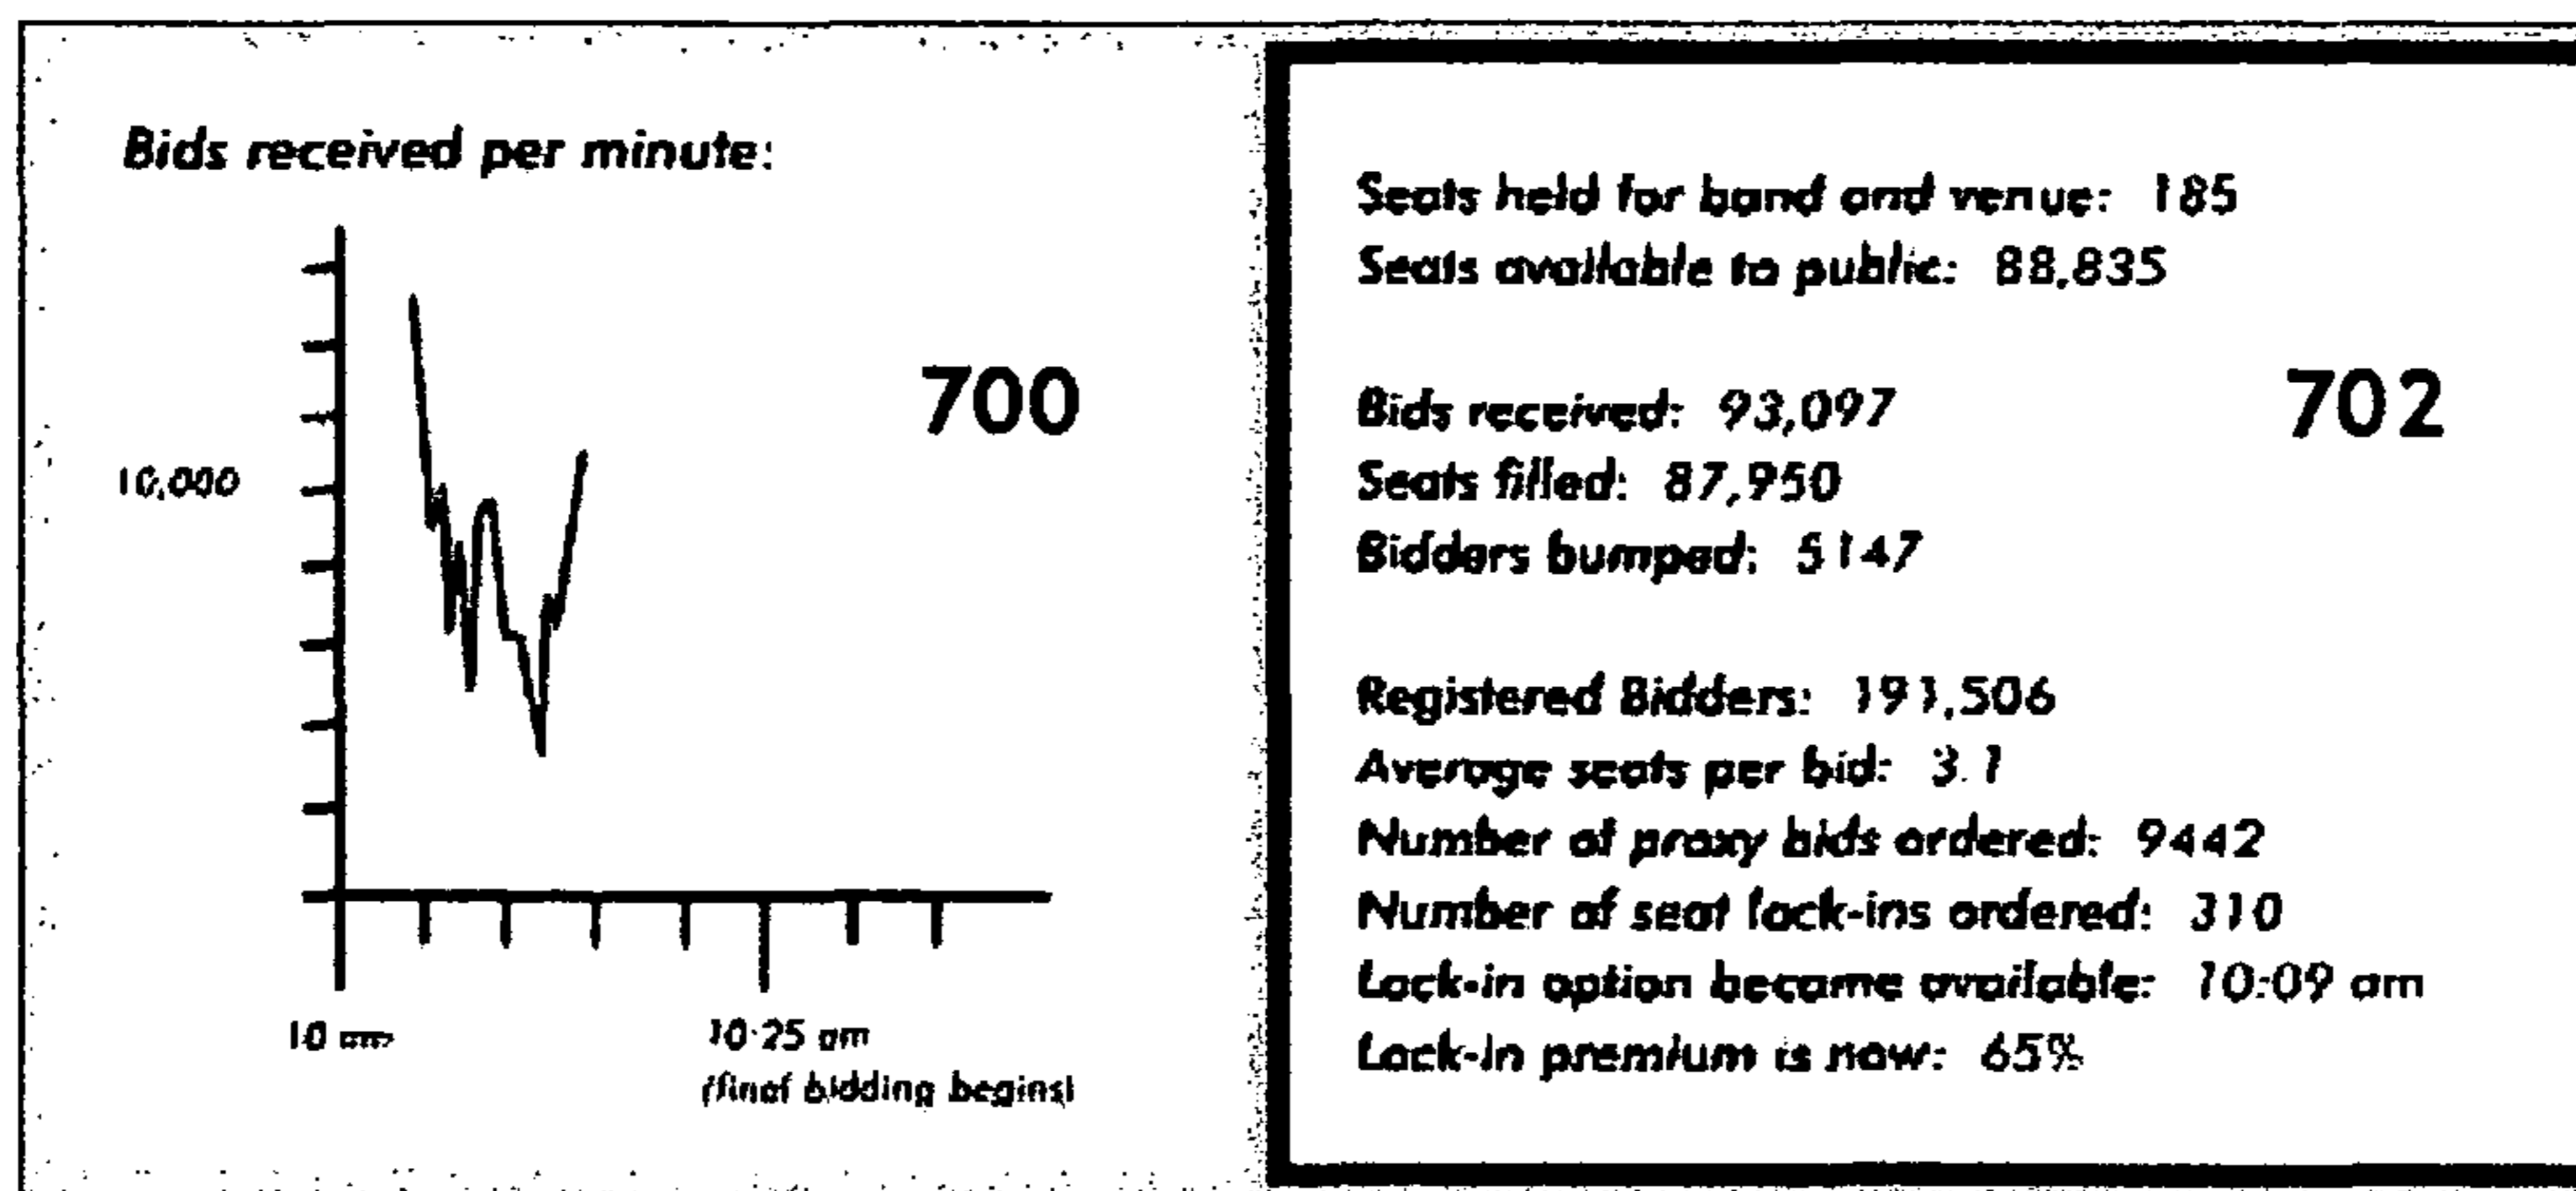 Bids received per minute:
700
10,000
10 am
10:25 am
(final bidding begins)
Seats held for band and venue: 185
Seats available to public: 88,835
702
Bids received: 93,097
Seats filled: 87,950
Bidders bumped: 5147
Registered Bidders: 191,506
Average seats per bid: 3.1
Number of proxy bids ordered: 9442
Number of seat lock-ins ordered: 310
Lock-in option became available: 10:09 am
Lock-in premium is now: 65%